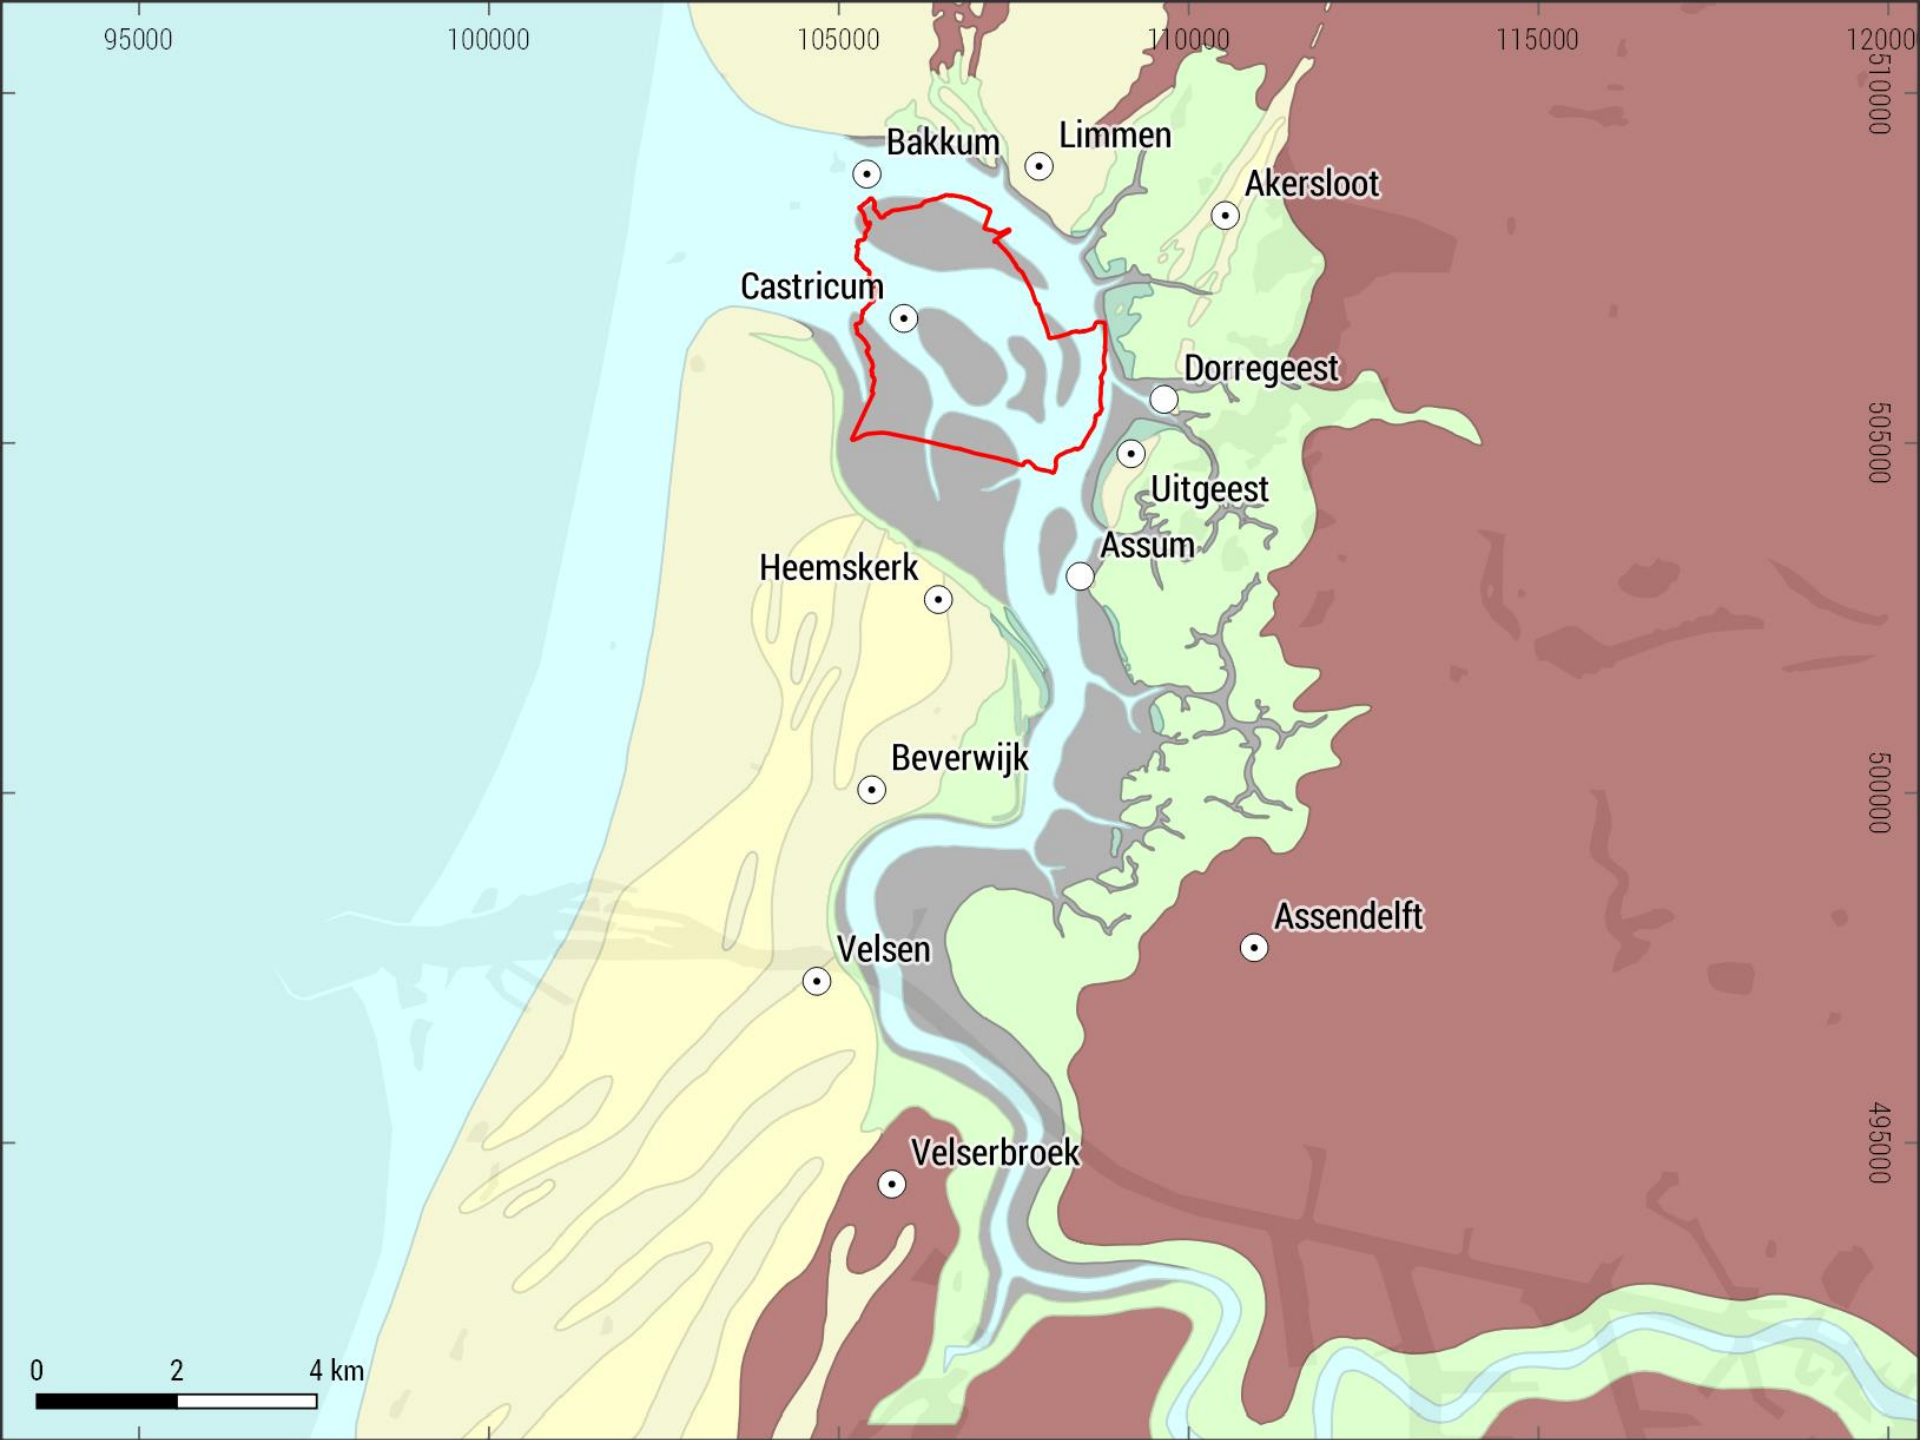 95000
100000
105000
110000
115000
12000
510000
Bakkum
Limmen
Akersloot
Castricum
Dorregeest
505000
Uitgeest
Assum
Heemskerk
Beverwijk
500000
Assendelft
Velsen
495000
Velserbroek
0 2 4 km